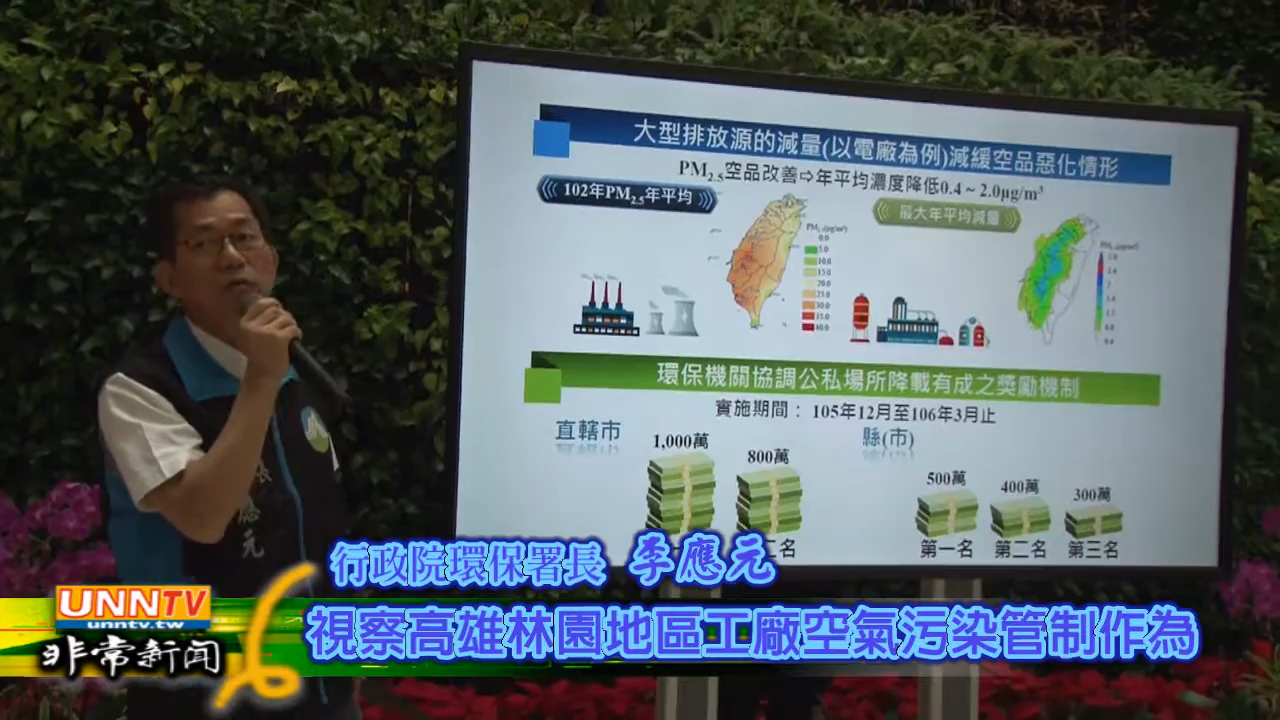 大型排放源的減量(以電廠為例)減緩空品惡化情形
PM2.5空品改善⇨年平均濃度降低0.4～2.0μg/m³
102年PM2.5年平均
最大年平均減量
環保機關協調公私場所降載有成之獎勵機制
實施期間： 105年12月至106年3月止
直轄市
縣(市)
1,000萬
800萬
500萬
400萬
300萬
第一名
第二名
第三名
應元
行政院環保署長 李應元
UNNTV
unntv.tw
非常新闻
視察高雄林園地區工廠空氣污染管制作為